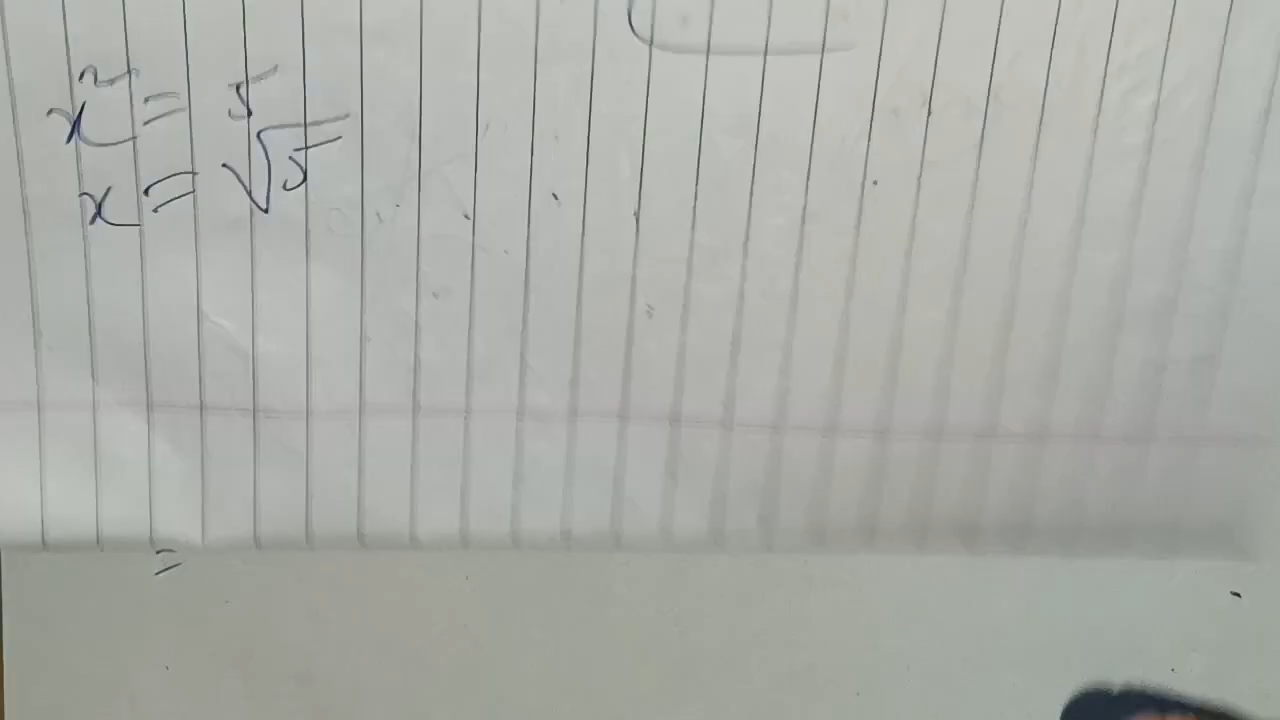 x² = 5
x = √5
=